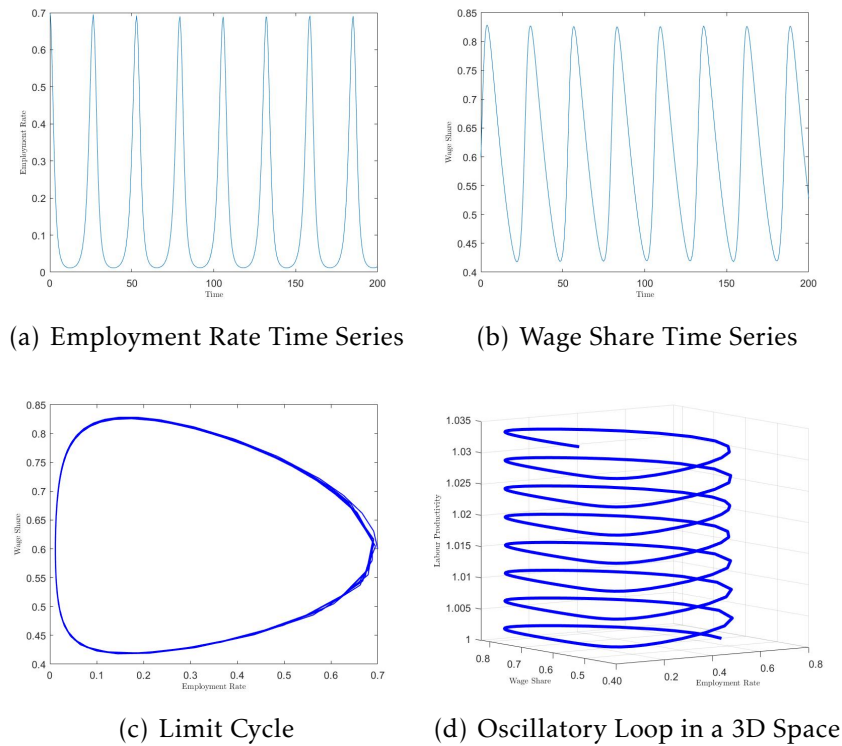 0.7
0.6
0.5
0.4
0.3
0.2
0.1
0
Employment Rate
0 50 100 150 200
Time
(a) Employment Rate Time Series
0.85
0.8
0.75
0.7
0.65
0.6
0.55
0.5
0.45
0.4
Wage Share
0 50 100 150 200
Time
(b) Wage Share Time Series
0.85
0.8
0.75
0.7
0.65
0.6
0.55
0.5
0.45
0.4
Wage Share
0 0.1 0.2 0.3 0.4 0.5 0.6 0.7
Employment Rate
(c) Limit Cycle
1.035
1.03
1.025
1.02
1.015
1.01
1.005
1
Labour Productivity
0.8 0.7 0.6 0.5 0.4
Wage Share
0 0.2 0.4 0.6 0.8
Employment Rate
(d) Oscillatory Loop in a 3D Space